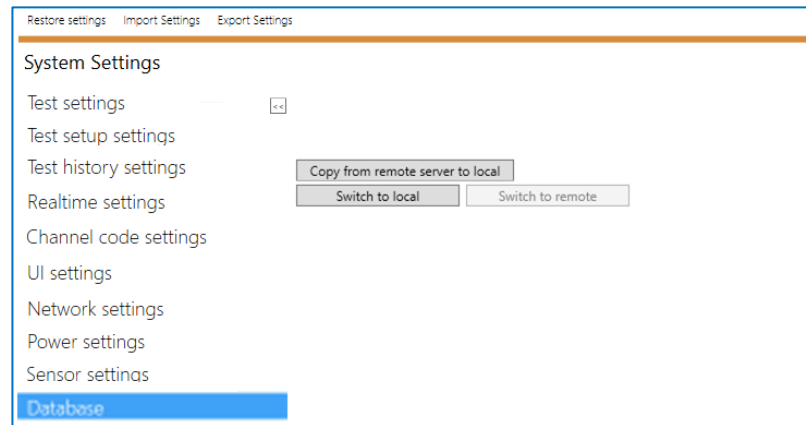 Restore settings Import Settings Export Settings
System Settings
Test settings
<<
Test setup settings
Test history settings
Copy from remote server to local
Realtime settings
Switch to local Switch to remote
Channel code settings
UI settings
Network settings
Power settings
Sensor settings
Database